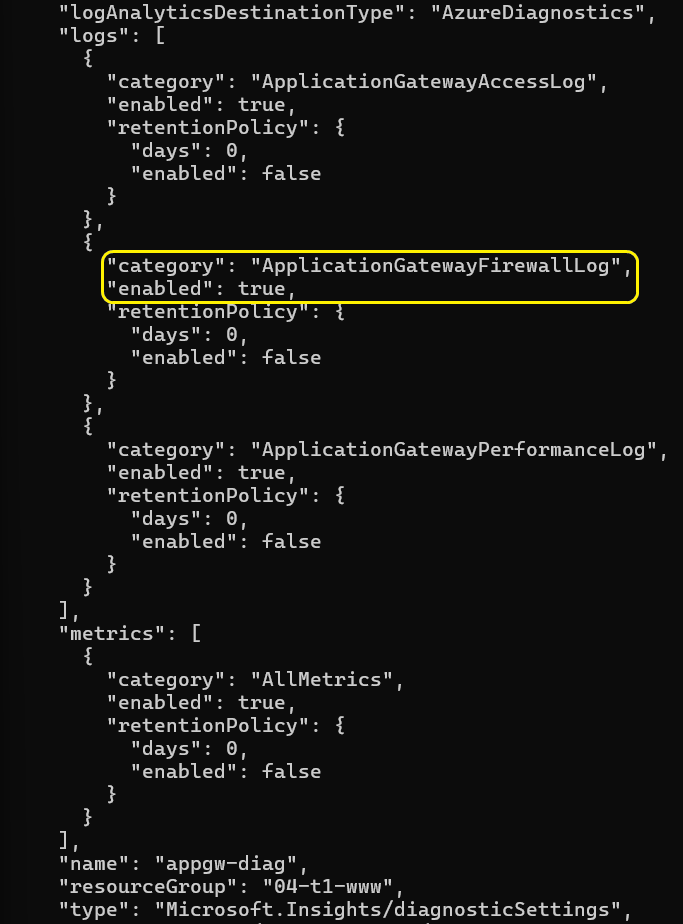 "logAnalyticsDestinationType": "AzureDiagnostics",
"logs": [
{
"category": "ApplicationGatewayAccessLog",
"enabled": true,
"retentionPolicy": {
"days": 0,
"enabled": false
}
},
{
"category": "ApplicationGatewayFirewallLog",
"enabled": true,
"retentionPolicy": {
"days": 0,
"enabled": false
}
},
{
"category": "ApplicationGatewayPerformanceLog",
"enabled": true,
"retentionPolicy": {
"days": 0,
"enabled": false
}
}
],
"metrics": [
{
"category": "AllMetrics",
"enabled": true,
"retentionPolicy": {
"days": 0,
"enabled": false
}
}
],
"name": "appgw-diag",
"resourceGroup": "04-t1-www",
"type": "Microsoft.Insights/diagnosticSettings",